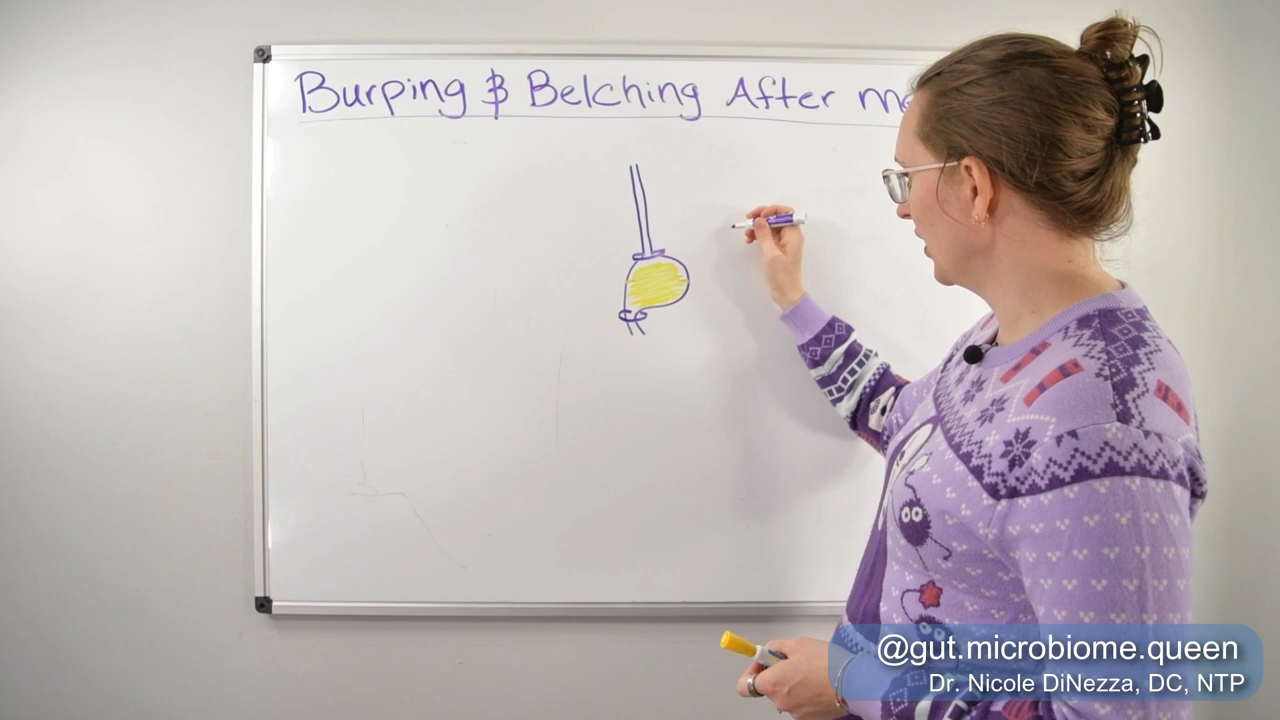 Burping & Belching After me
@gut.microbiome.queen
Dr. Nicole DiNezza, DC, NTP